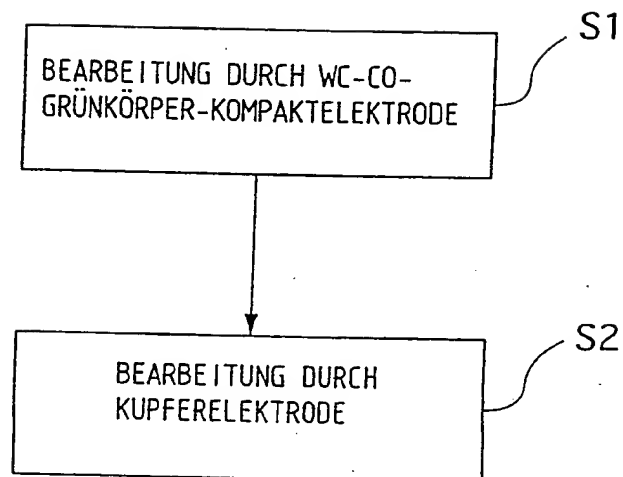 S1
BEARBEITUNG DURCH WC-CO-
GRÜNKÖRPER-KOMPAKTELEKTRODE
S2
BEARBEITUNG DURCH
KUPFERELEKTRODE